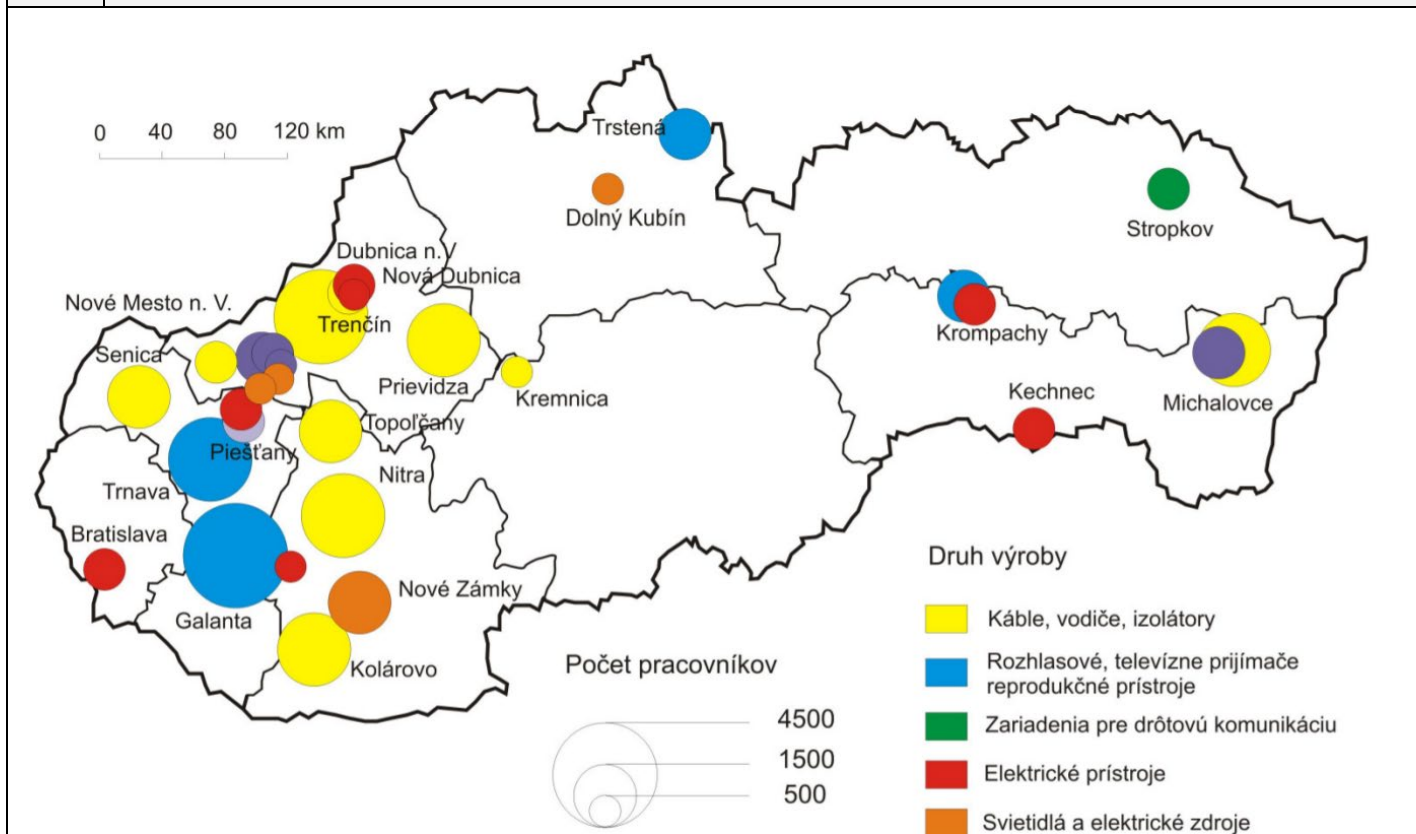 0 40 80 120 km
Trstená
Dolný Kubín
Stropkov
Dubnica n.V
Nová Dubnica
Nové Mesto n. V.
Trenčín
Krompachy
Senica
Prievidza
Kremnica
Kechnec
Michalovce
Topoľčany
Piešťany
Nitra
Trnava
Bratislava
Nové Zámky
Galanta
Kolárovo
Počet pracovníkov
4500
1500
500
Druh výroby
Káble, vodiče, izolátory
Rozhlasové, televízne prijímače
reprodukčné prístroje
Zariadenia pre drôtovú komunikáciu
Elektrické prístroje
Svietidlá a elektrické zdroje